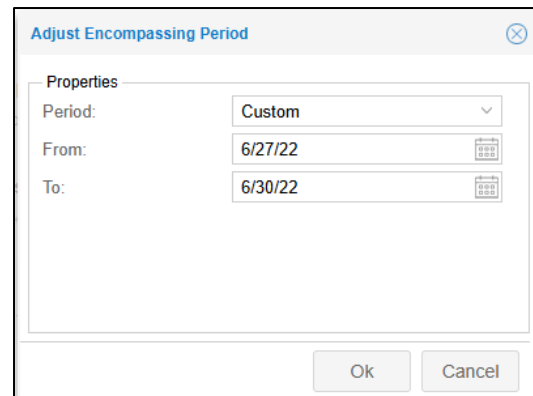 Adjust Encompassing Period
Properties
Period: Custom
From: 6/27/22
To: 6/30/22
Ok Cancel